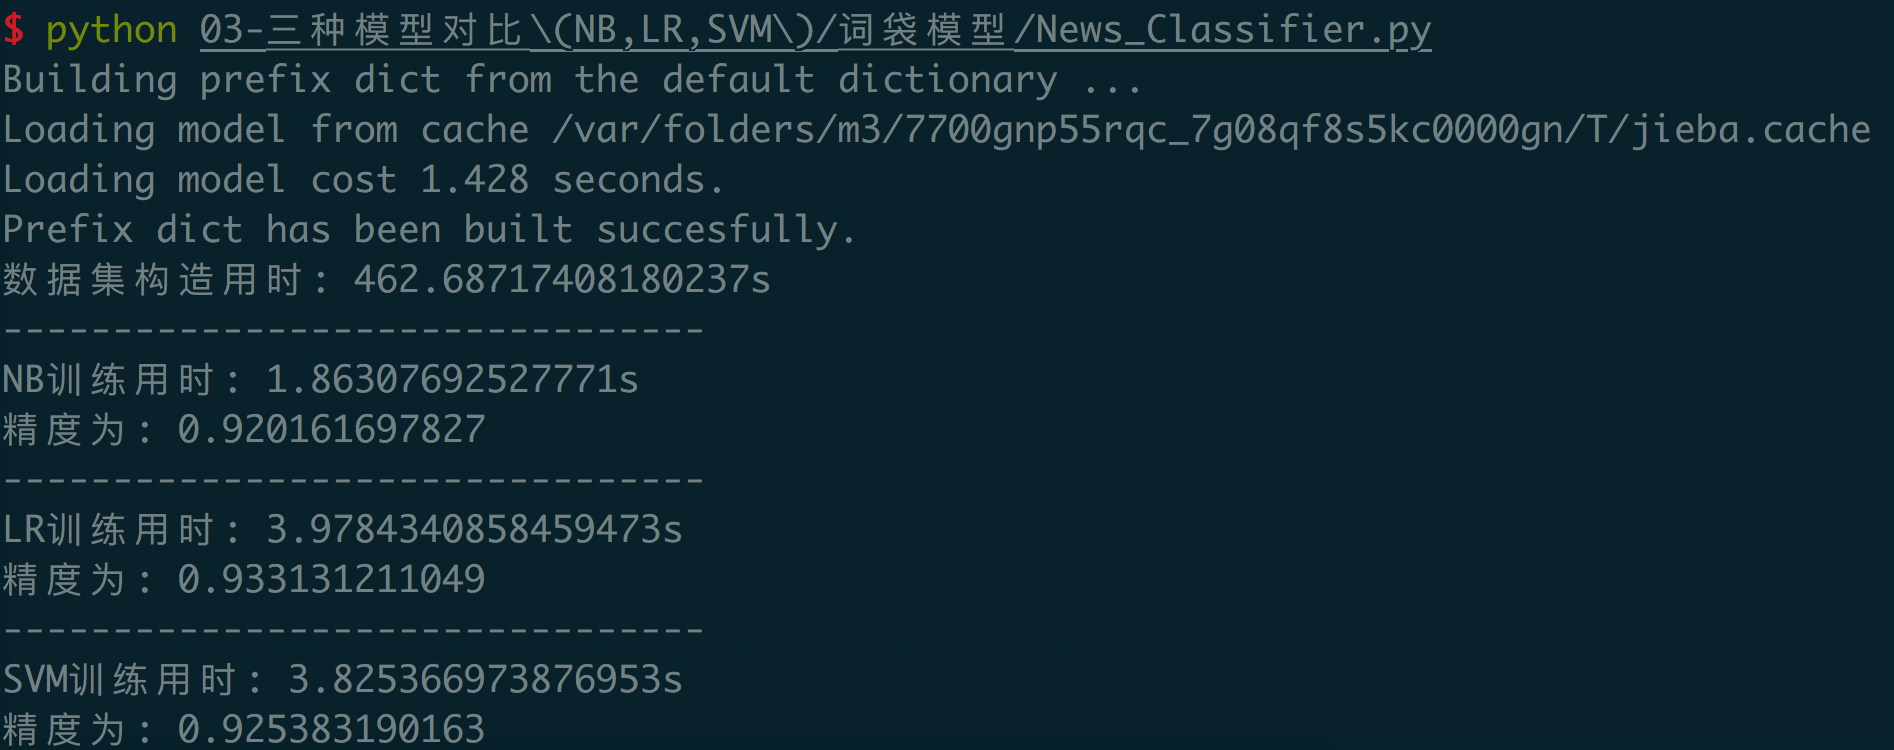 $ python 03-三种模型对比\(NB,LR,SVM\)/词袋模型/News_Classifier.py
Building prefix dict from the default dictionary ...
Loading model from cache /var/folders/m3/7700gnp55rqc_7g08qf8s5kc0000gn/T/jieba.cache
Loading model cost 1.428 seconds.
Prefix dict has been built succesfully.
数据集构造用时: 462.68717408180237s
--------------------------------
NB训练用时: 1.86307692527771s
精度为: 0.920161697827
--------------------------------
LR训练用时: 3.9784340858459473s
精度为: 0.933131211049
--------------------------------
SVM训练用时: 3.825366973876953s
精度为: 0.925383190163